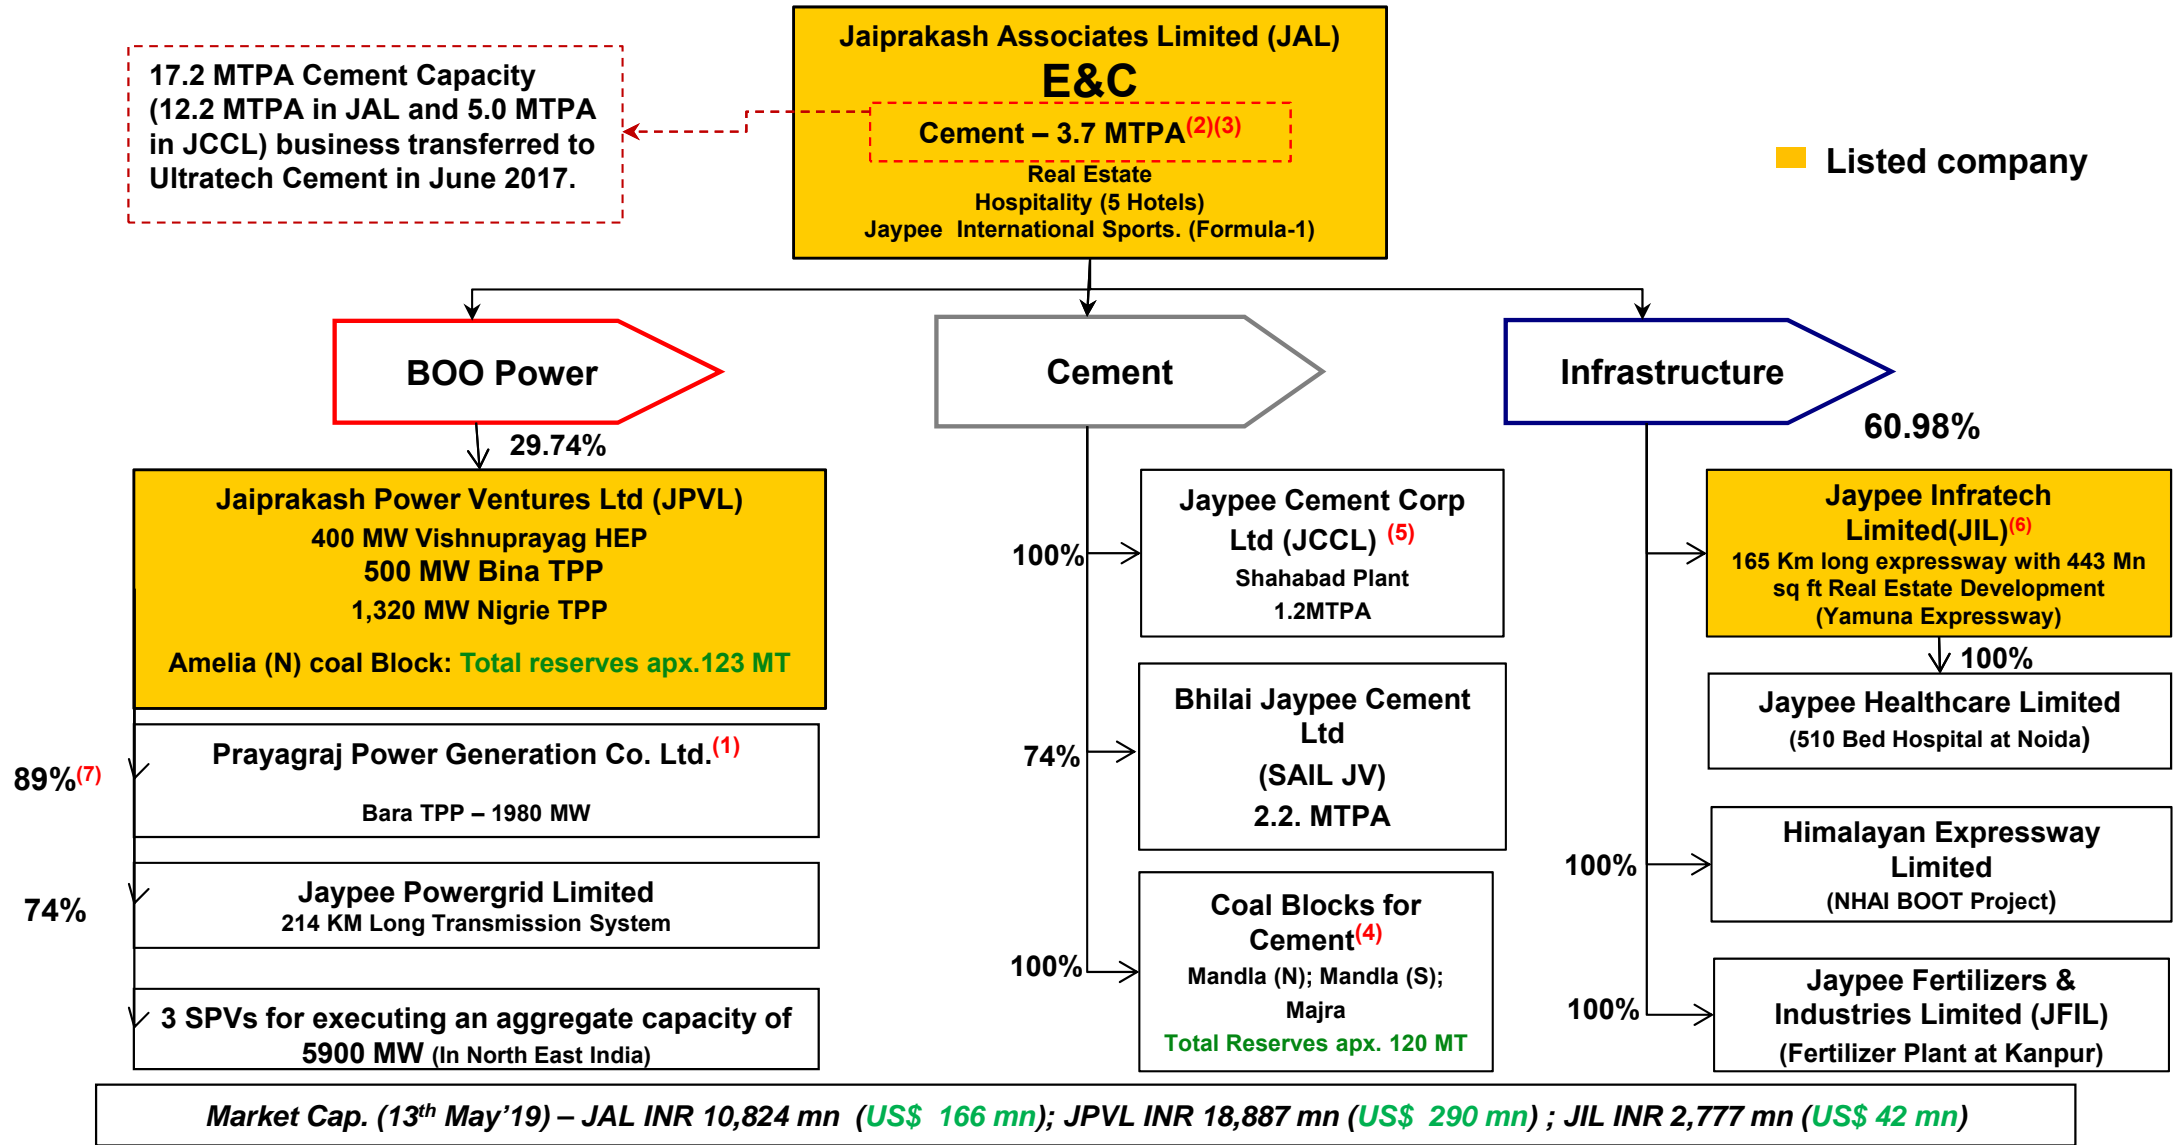 Jaiprakash Associates Limited (JAL)
E&C
Cement – 3.7 MTPA(2)(3)
Real Estate
Hospitality (5 Hotels)
Jaypee International Sports. (Formula-1)
17.2 MTPA Cement Capacity
(12.2 MTPA in JAL and 5.0 MTPA
in JCCL) business transferred to
Ultratech Cement in June 2017.
Listed company
BOO Power
Cement
Infrastructure
29.74%
Jaiprakash Power Ventures Ltd (JPVL)
400 MW Vishnuprayag HEP
500 MW Bina TPP
1,320 MW Nigrie TPP
Amelia (N) coal Block: Total reserves apx.123 MT
89%(7)
Prayagraj Power Generation Co. Ltd.(1)
Bara TPP – 1980 MW
74%
Jaypee Powergrid Limited
214 KM Long Transmission System
3 SPVs for executing an aggregate capacity of
5900 MW (In North East India)
100%
Jaypee Cement Corp
Ltd (JCCL) (5)
Shahabad Plant
1.2MTPA
74%
Bhilai Jaypee Cement
Ltd
(SAIL JV)
2.2. MTPA
100%
Coal Blocks for
Cement(4)
Mandla (N); Mandla (S);
Majra
Total Reserves apx. 120 MT
60.98%
Jaypee Infratech
Limited(JIL)(6)
165 Km long expressway with 443 Mn
sq ft Real Estate Development
(Yamuna Expressway)
100%
Jaypee Healthcare Limited
(510 Bed Hospital at Noida)
100%
Himalayan Expressway
Limited
(NHAI BOOT Project)
100%
Jaypee Fertilizers &
Industries Limited (JFIL)
(Fertilizer Plant at Kanpur)
Market Cap. (13th May'19) – JAL INR 10,824 mn (US$ 166 mn); JPVL INR 18,887 mn (US$ 290 mn) ; JIL INR 2,777 mn (US$ 42 mn)